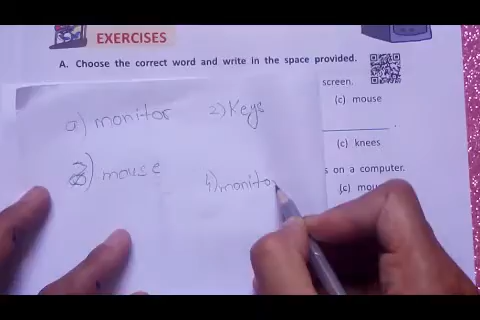 EXERCISES
A. Choose the correct word and write in the space provided.
screen.
(c) mouse
a) monitor 2) Keys
(c) knees
3) mouse
s on a computer.
4) monito
(c) mou